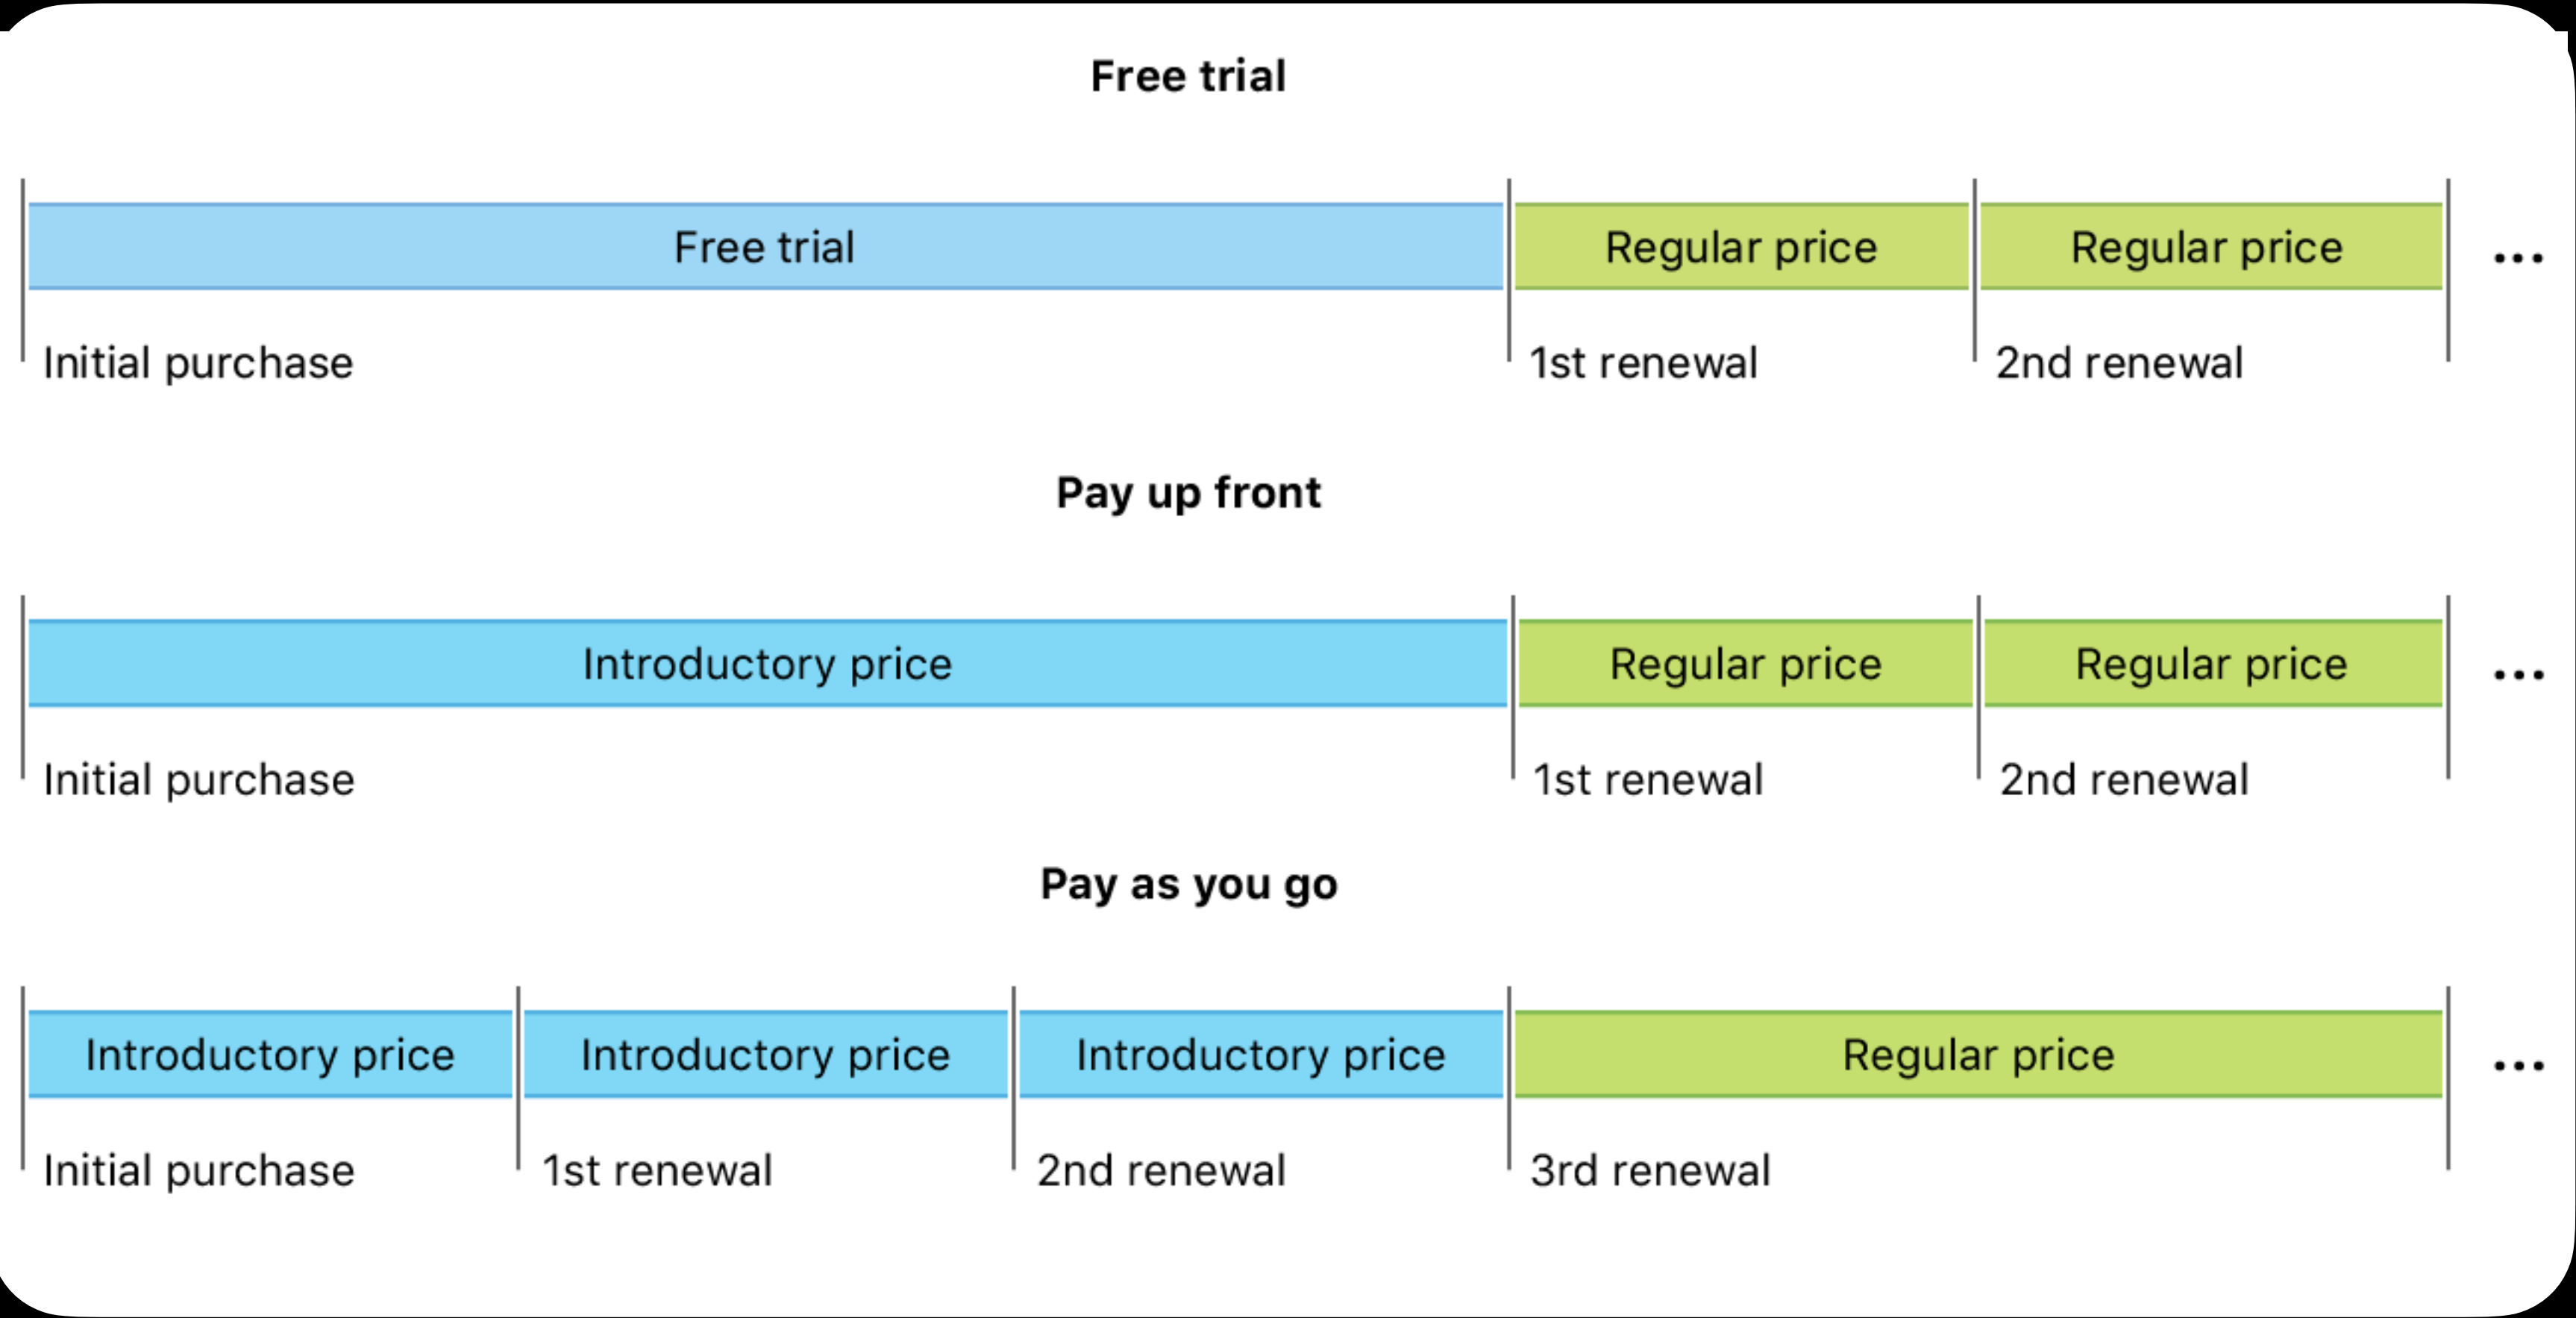 Free trial
Free trial Regular price Regular price ...
Initial purchase 1st renewal 2nd renewal
Pay up front
Introductory price Regular price Regular price ...
Initial purchase 1st renewal 2nd renewal
Pay as you go
Introductory price Introductory price Introductory price Regular price ...
Initial purchase 1st renewal 2nd renewal 3rd renewal